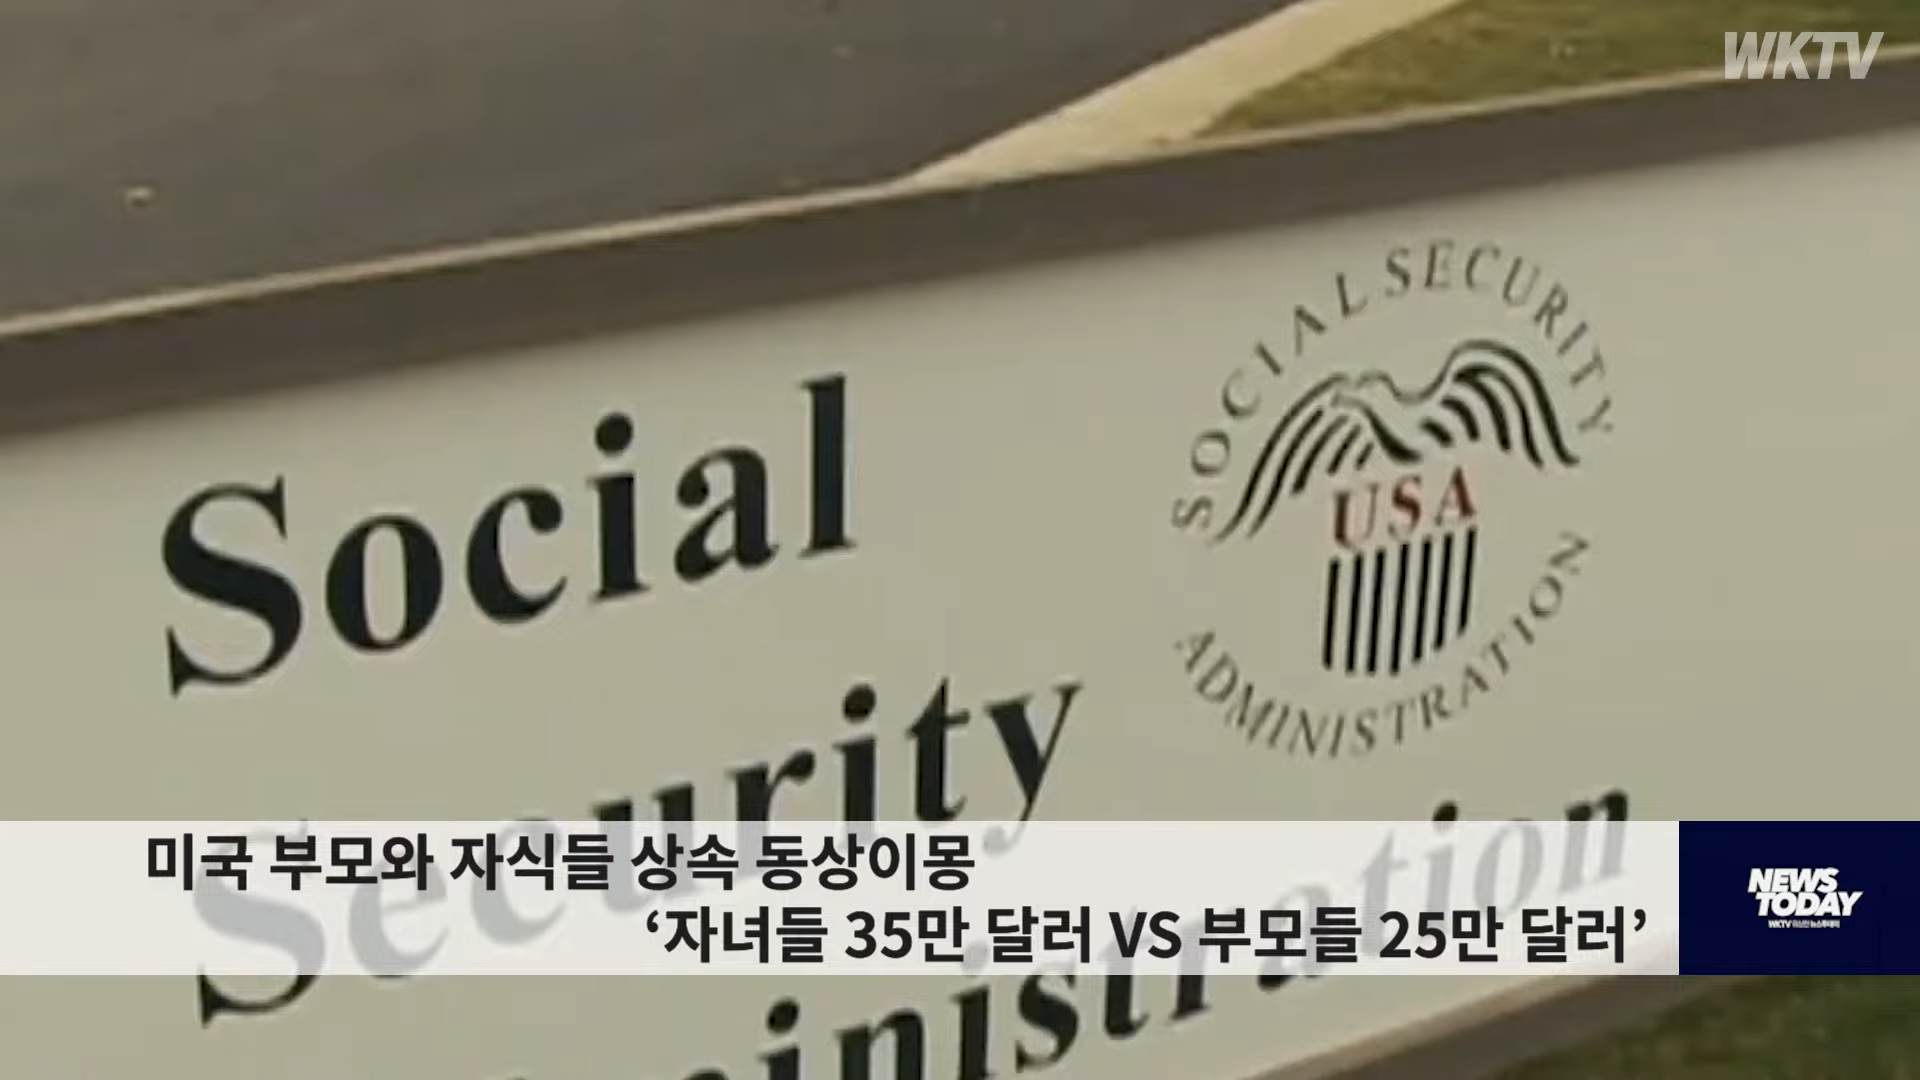 WKTV
SOCIAL SECURITY
USA
ADMINISTRATION
Social
Security
Administration
미국 부모와 자식들 상속 동상이몽
‘자녀들 35만 달러 VS 부모들 25만 달러’
NEWS
TODAY